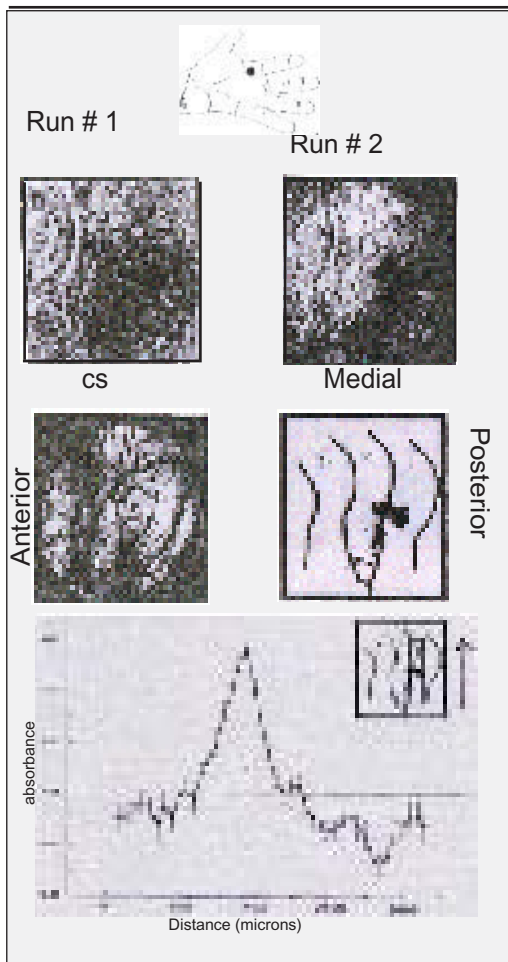 Run # 1
Run # 2
cs
Medial
Anterior
Posterior
absorbance
Distance (microns)